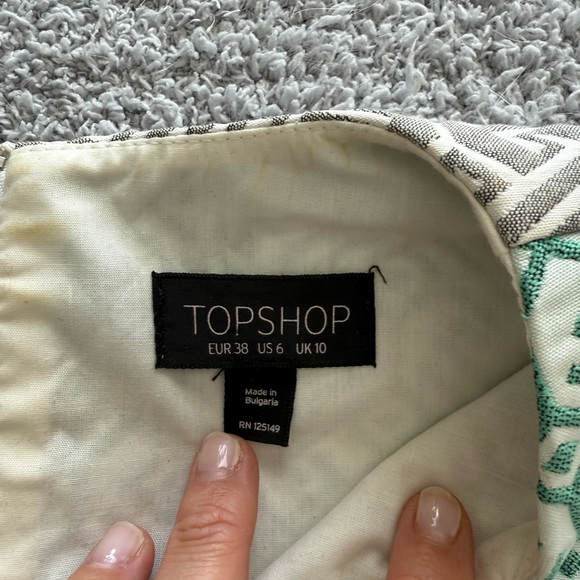 TOPSHOP
EUR 38 US 6 UK 10
Made in
Bulgaria
RN 125149